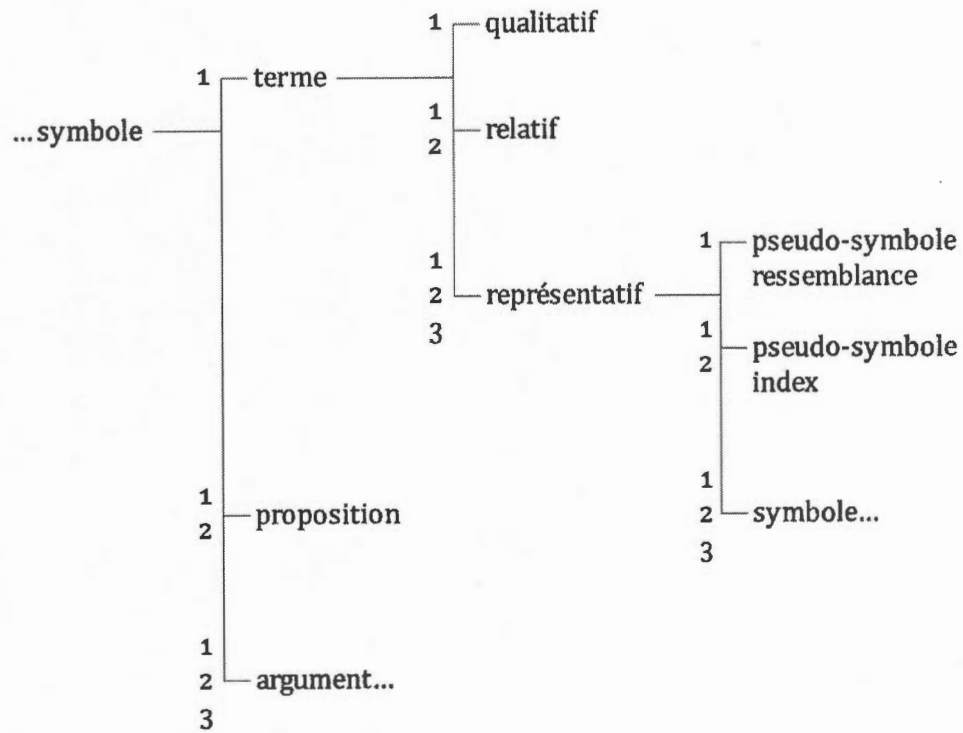 1 qualitatif
1 terme
...symbole
1
2 relatif
1
2 représentatif
3
1 pseudo-symbole
ressemblance
1
2 pseudo-symbole
index
1
2 symbole...
3
1
2 proposition
1
2 argument...
3